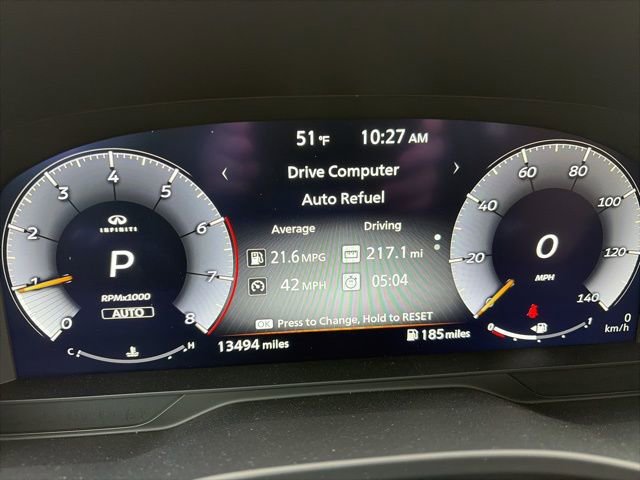 51 °F 10:27 AM
Drive Computer
Auto Refuel
Average Driving
21.6 MPG 217.1 mi
42 MPH 05:04
OK Press to Change, Hold to RESET
13494 miles 185 miles
0 1 2 3 4 5 6 7 8
INFINITI
P
RPMx1000
AUTO
C H
0 20 40 60 80 100 120 140
0
MPH
0 1
0
km/h